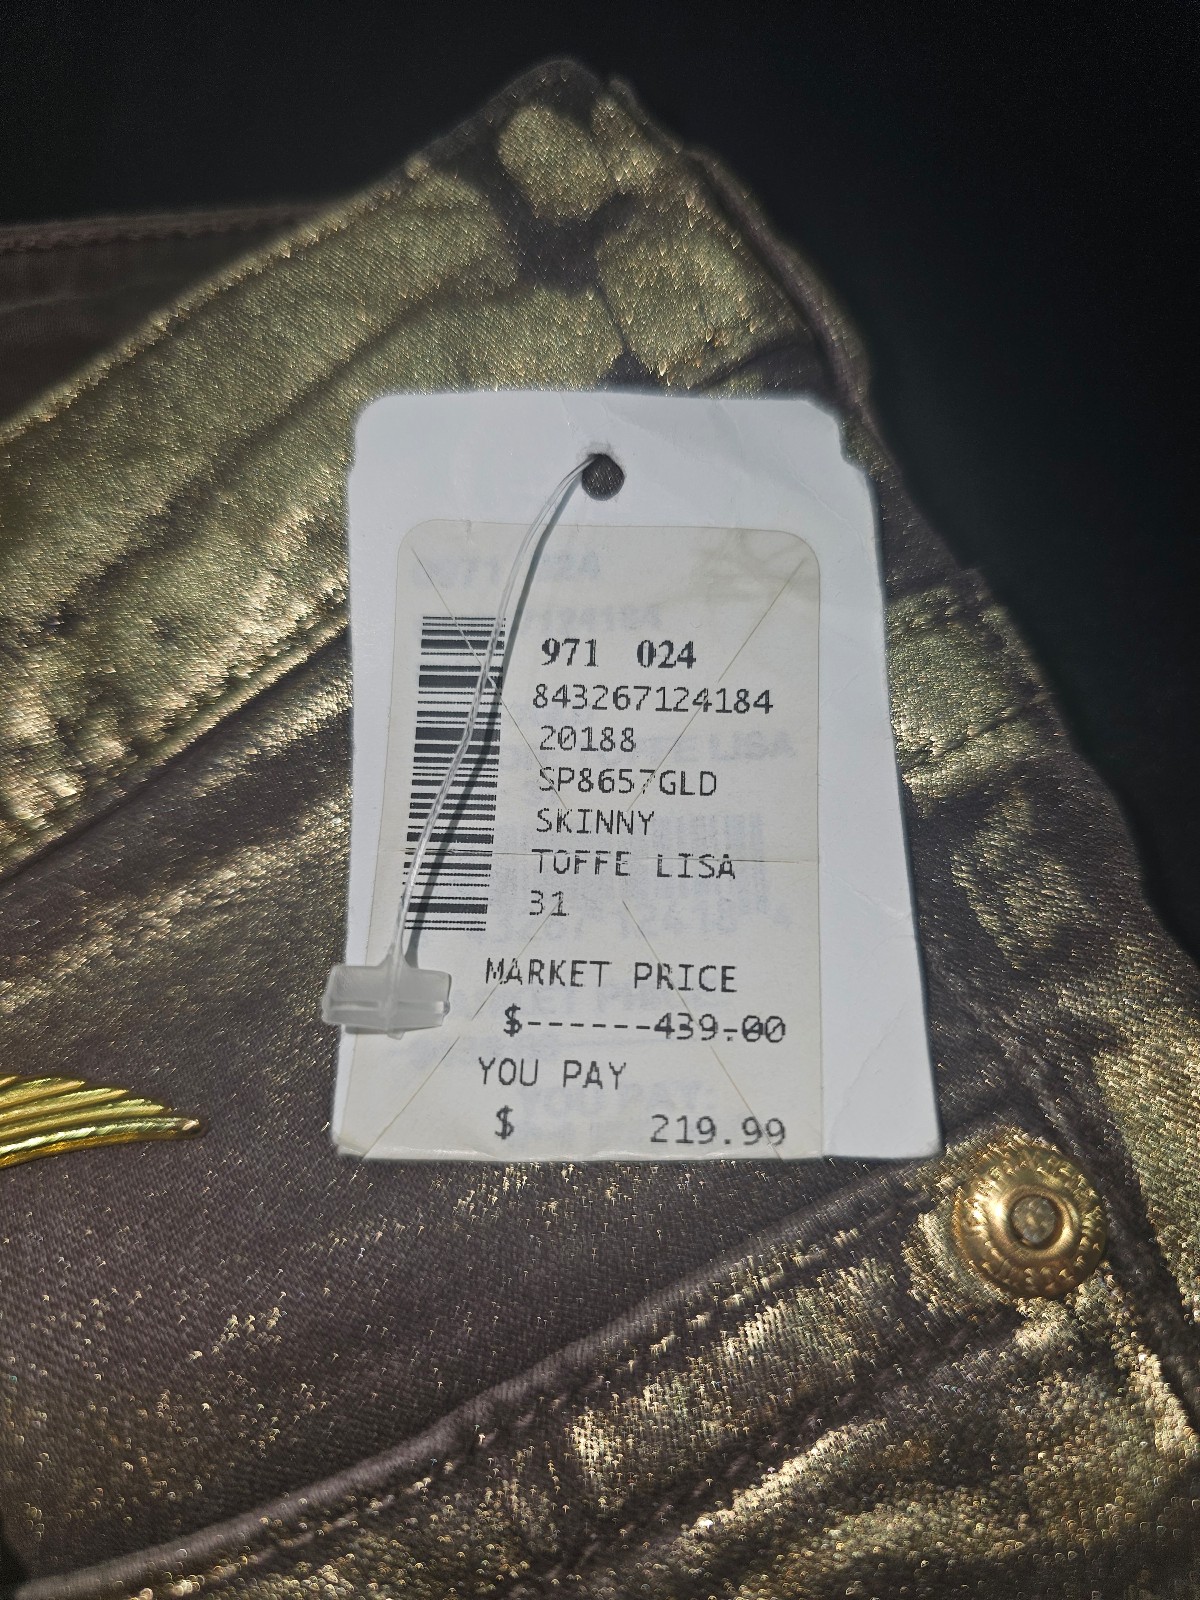 971 024
843267124184
20188
SP8657GLD
SKINNY
TOFFE LISA
31
MARKET PRICE
$------439.00
YOU PAY
$ 219.99